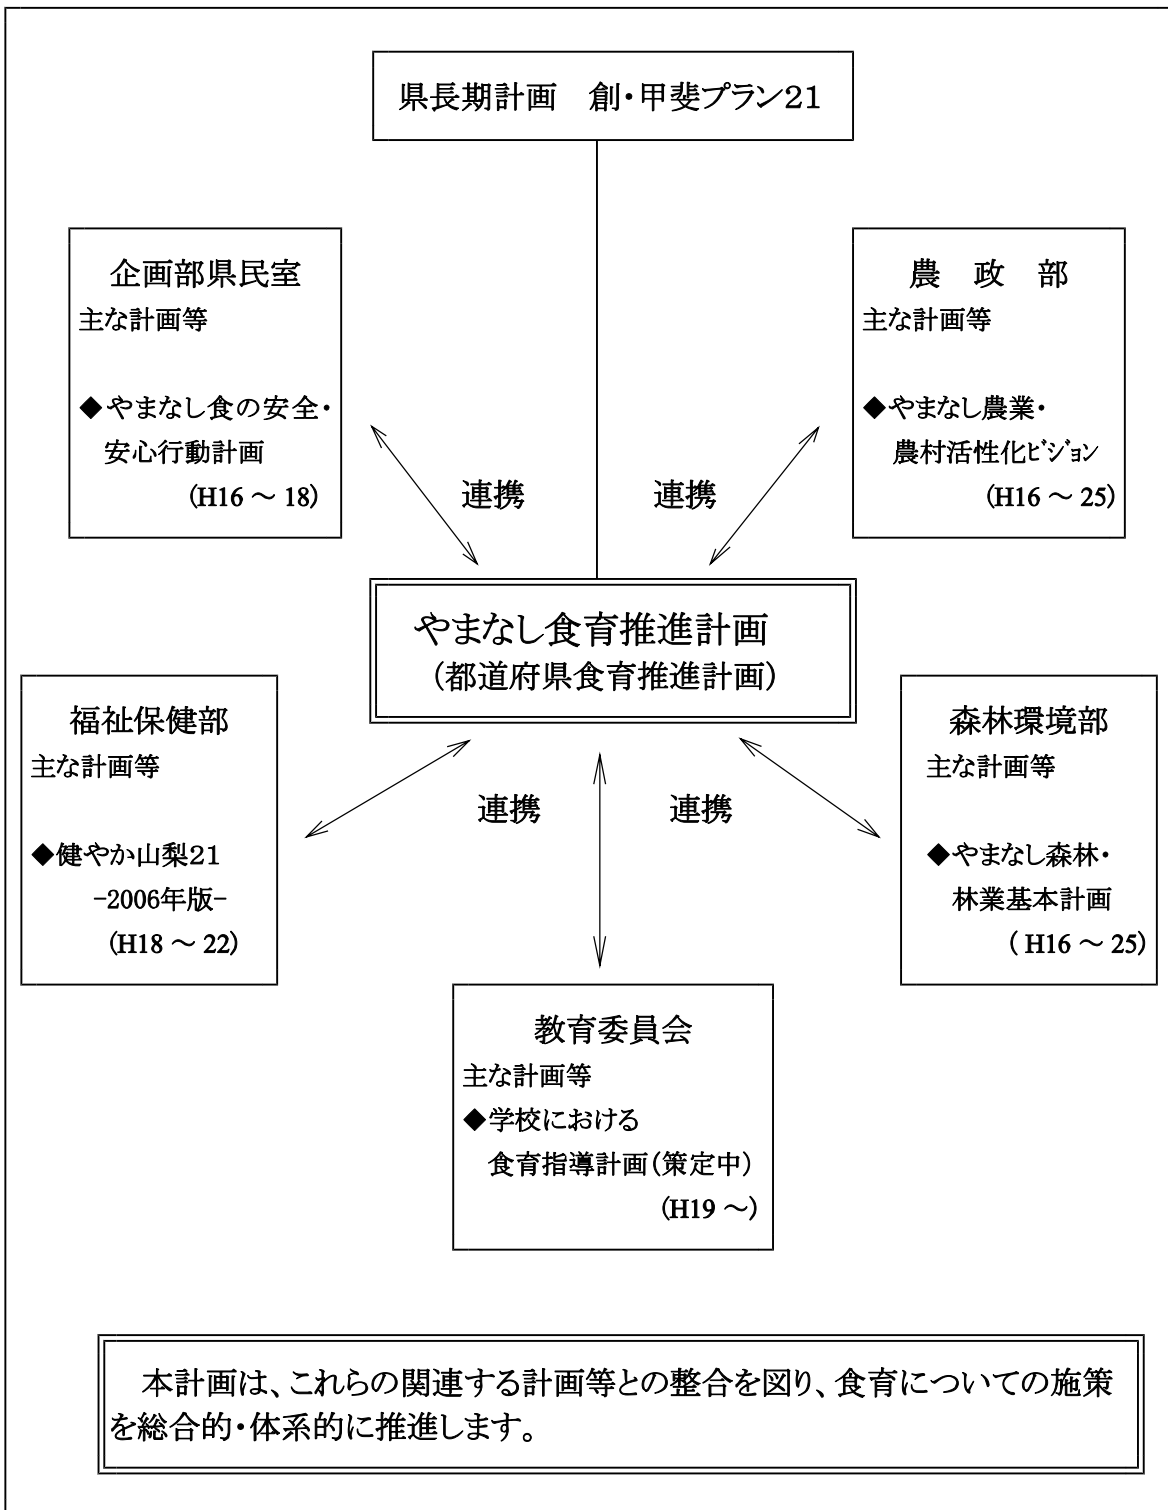 県長期計画　創・甲斐プラン21
企画部県民室
主な計画等
◆やまなし食の安全・
安心行動計画
(H16 ～ 18)
農　政　部
主な計画等
◆やまなし農業・
農村活性化ﾋﾞｼﾞｮﾝ
(H16 ～ 25)
連携
連携
やまなし食育推進計画
(都道府県食育推進計画)
福祉保健部
主な計画等
◆健やか山梨21
-2006年版-
(H18 ～ 22)
連携
連携
森林環境部
主な計画等
◆やまなし森林・
林業基本計画
( H16 ～ 25)
教育委員会
主な計画等
◆学校における
食育指導計画(策定中)
(H19 ～)
本計画は、これらの関連する計画等との整合を図り、食育についての施策
を総合的・体系的に推進します。